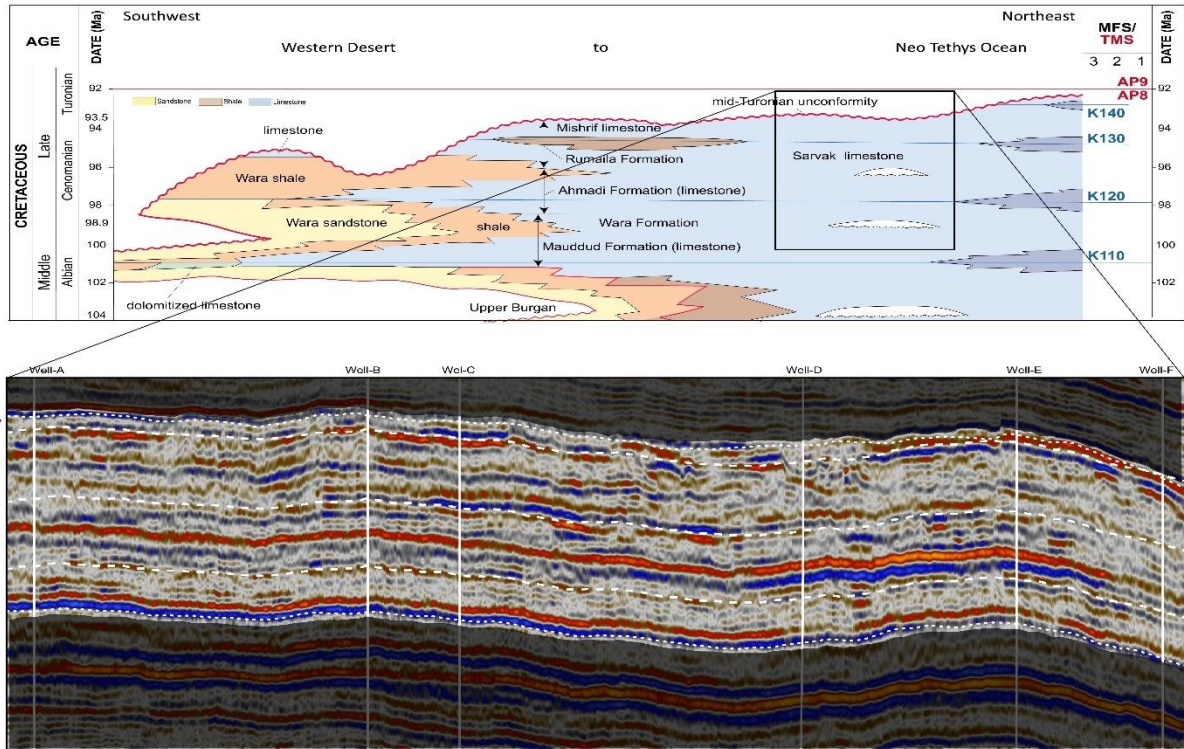 Southwest
Northeast
Western Desert to Neo Tethys Ocean
AGE
DATE (Ma)
MFS/
TMS
3 2 1
DATE (Ma)
CRETACEOUS
Late
Middle
Turonian
Cenomanian
Albian
92
93.5
94
96
98
98.9
100
102
104
Sandstone
Shale
Limestone
limestone
Wara shale
Wara sandstone
shale
dolomitized limestone
Upper Burgan
Mishrif limestone
Rumaila Formation
Ahmadi Formation (limestone)
Wara Formation
Mauddud Formation (limestone)
mid-Turonian unconformity
Sarvak limestone
AP9
AP8
K140
K130
K120
K110
92
94
96
98
100
102
104
Well-A
Well-B
Well-C
Well-D
Well-E
Well-F